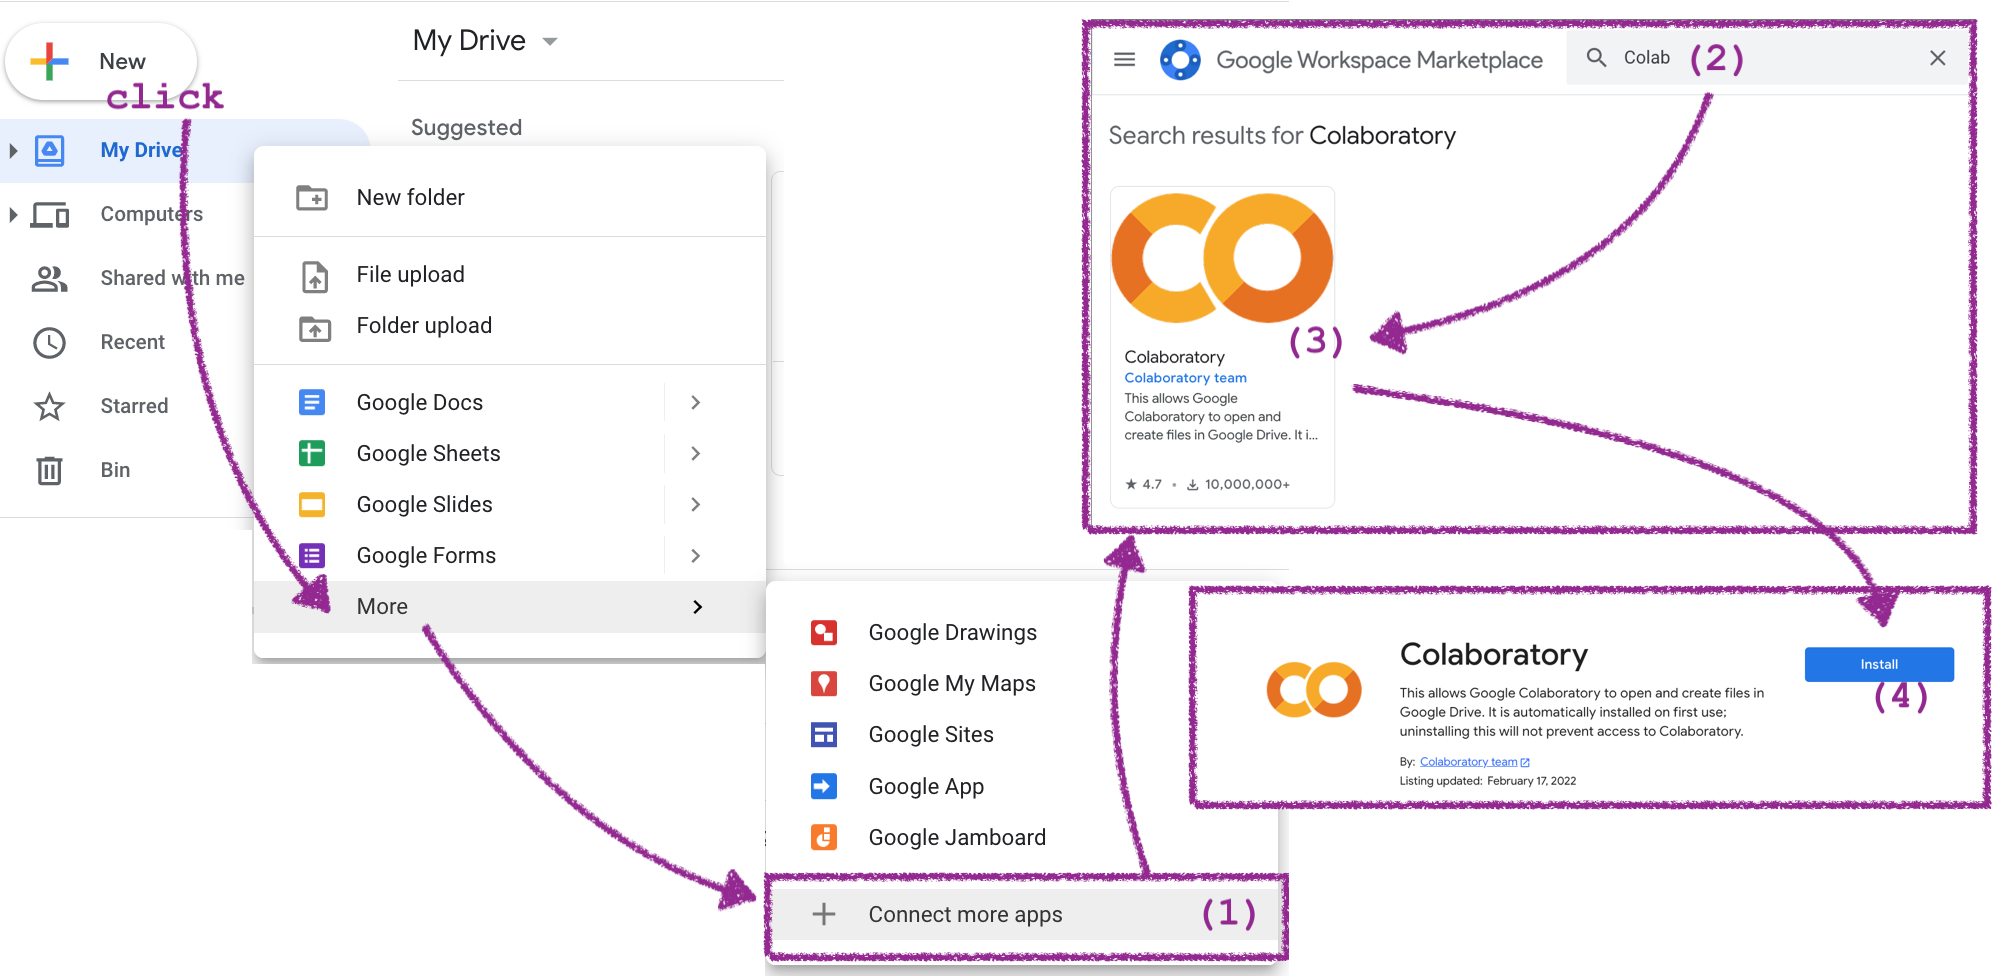 New
click
My Drive
Computers
Shared with me
Recent
Starred
Bin
My Drive
Suggested
New folder
File upload
Folder upload
Google Docs
Google Sheets
Google Slides
Google Forms
More
Google Drawings
Google My Maps
Google Sites
Google App
Google Jamboard
Connect more apps (1)
Google Workspace Marketplace
Colab (2)
Search results for Colaboratory
(3)
Colaboratory
Colaboratory team
This allows Google
Colaboratory to open and
create files in Google Drive. It i...
4.7 • 10,000,000+
Colaboratory
Install
(4)
This allows Google Colaboratory to open and create files in
Google Drive. It is automatically installed on first use;
uninstalling this will not prevent access to Colaboratory.
By: Colaboratory team
Listing updated: February 17, 2022